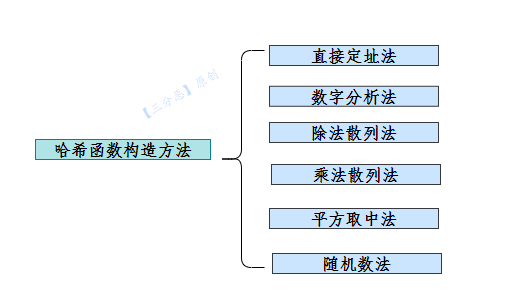 直接定址法
数字分析法
【三分恶】原创
除法散列法
哈希函数构造方法
乘法散列法
平方取中法
随机数法